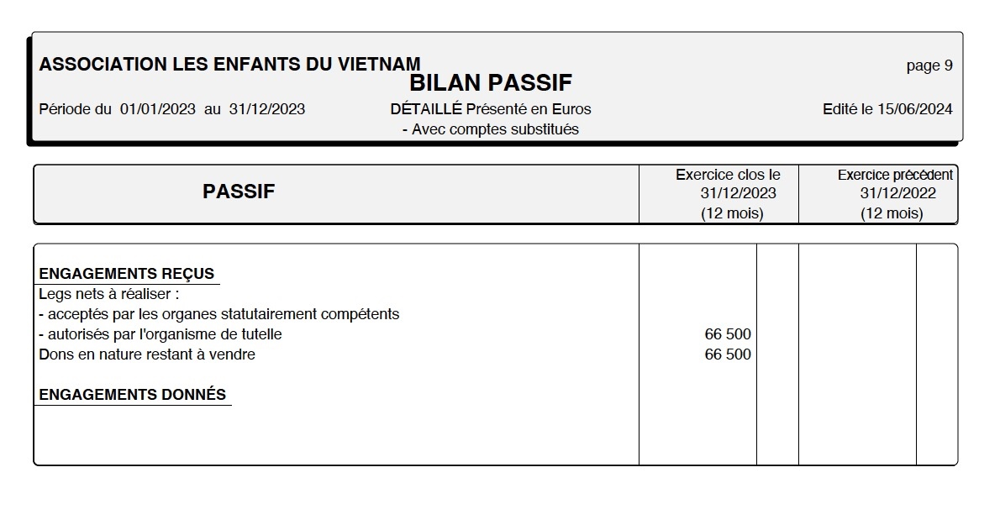 ASSOCIATION LES ENFANTS DU VIETNAM
page 9
BILAN PASSIF
Période du 01/01/2023 au 31/12/2023
DÉTAILLÉ Présenté en Euros
Edité le 15/06/2024
- Avec comptes substitués
PASSIF
Exercice clos le
31/12/2023
(12 mois)
Exercice précédent
31/12/2022
(12 mois)
ENGAGEMENTS REÇUS
Legs nets à réaliser :
- acceptés par les organes statutairement compétents
- autorisés par l'organisme de tutelle 66 500
Dons en nature restant à vendre 66 500
ENGAGEMENTS DONNÉS